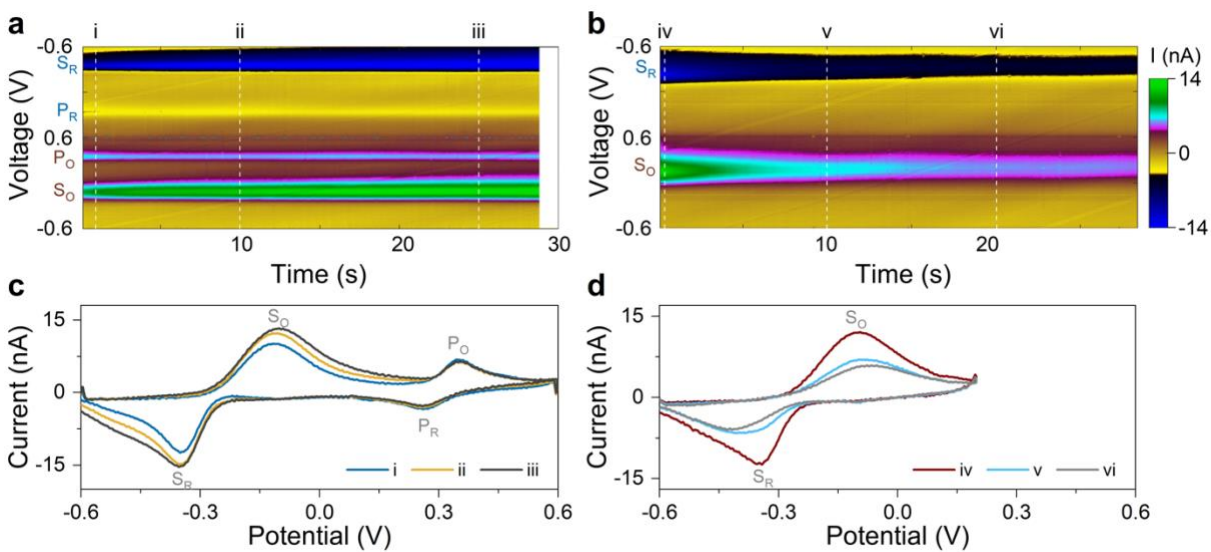 a
i ii iii
-0.6
S_R
P_R
0.6
P_O
S_O
-0.6
Voltage (V)
10 20 30
Time (s)
b
iv v vi
-0.6
S_R
0.6
S_O
-0.6
Voltage (V)
10 20
Time (s)
I (nA)
14
0
-14
c
15
0
-15
Current (nA)
S_O
P_O
P_R
S_R
i ii iii
-0.6 -0.3 0.0 0.3 0.6
Potential (V)
d
15
0
-15
Current (nA)
S_O
S_R
iv v vi
-0.6 -0.3 0.0 0.3 0.6
Potential (V)